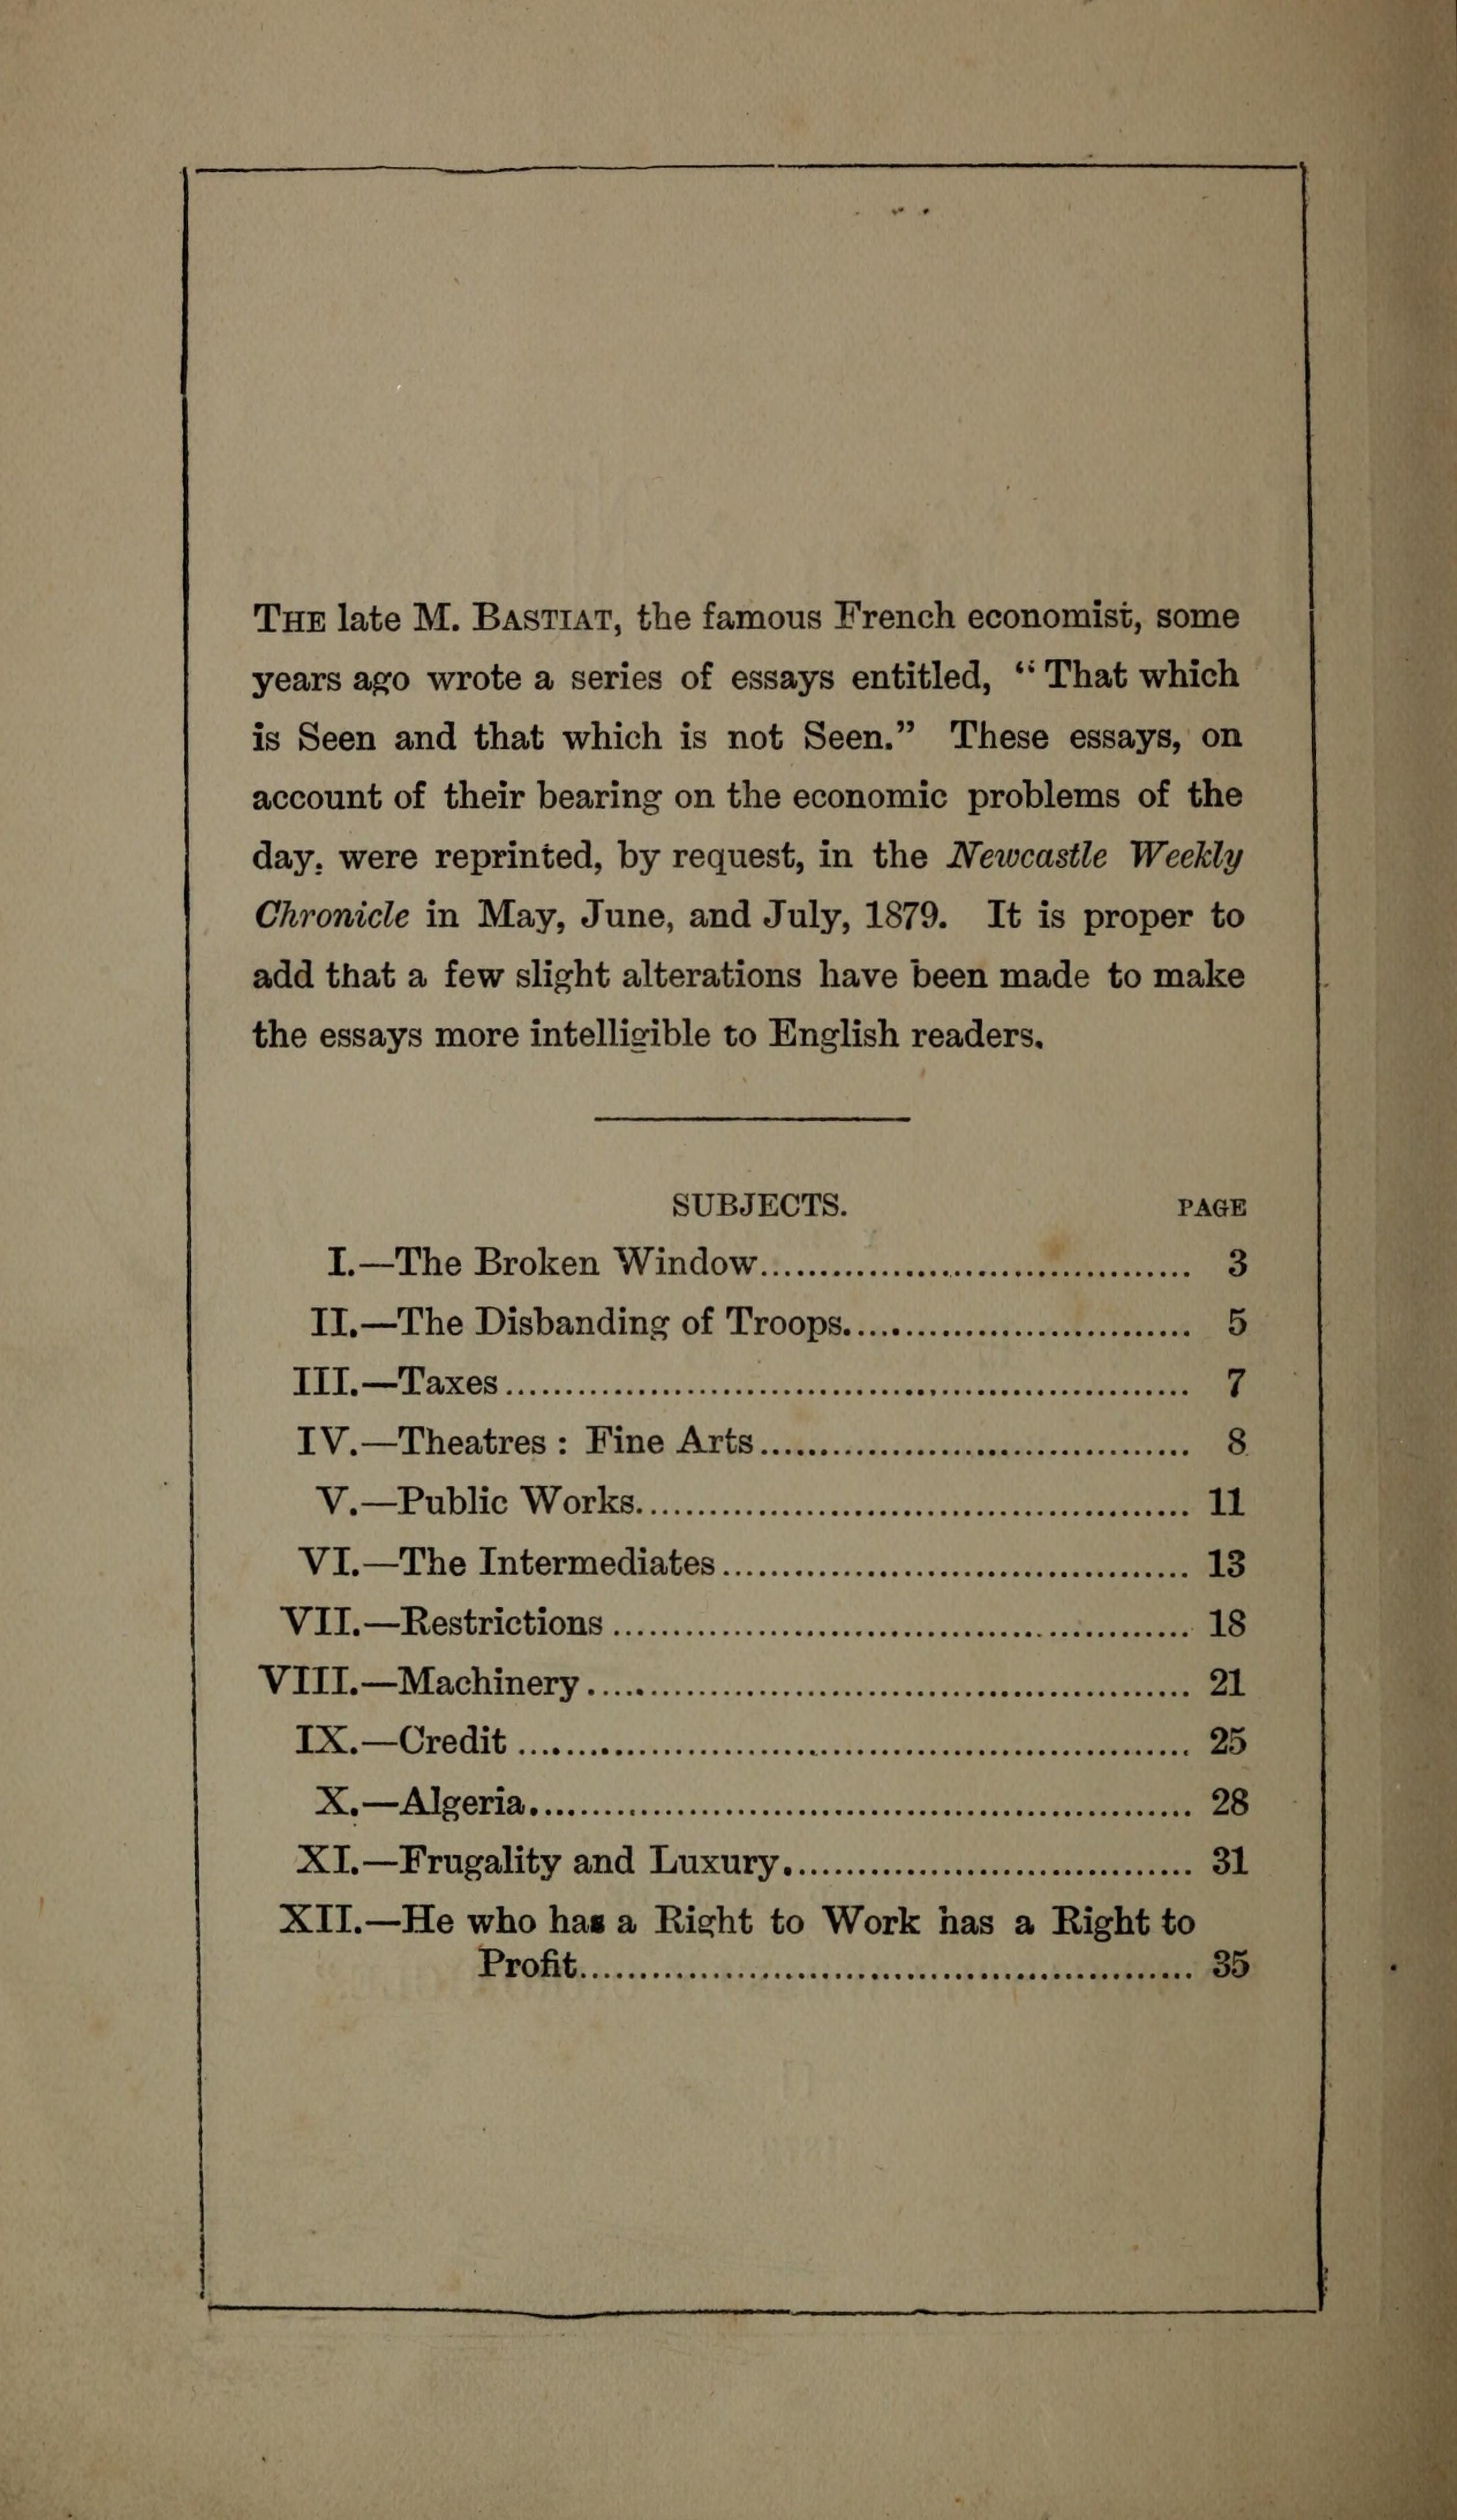 THE late M. BASTIAT, the famous French economist, some
years ago wrote a series of essays entitled, “ That which
is Seen and that which is not Seen.” These essays, on
account of their bearing on the economic problems of the
day, were reprinted, by request, in the Newcastle Weekly
Chronicle in May, June, and July, 1879. It is proper to
add that a few slight alterations have been made to make
the essays more intelligible to English readers.
SUBJECTS. PAGE
I.—The Broken Window........................................ 3
II.—The Disbanding of Troops................................ 5
III.—Taxes........................................................ 7
IV.—Theatres : Fine Arts........................................ 8
V.—Public Works................................................ 11
VI.—The Intermediates.......................................... 13
VII.—Restrictions ................................................ 18
VIII.—Machinery.................................................. 21
IX.—Credit ........................................................ 25
X.—Algeria........................................................ 28
XI.—Frugality and Luxury...................................... 31
XII.—He who has a Right to Work has a Right to
Profit.................................................... 35